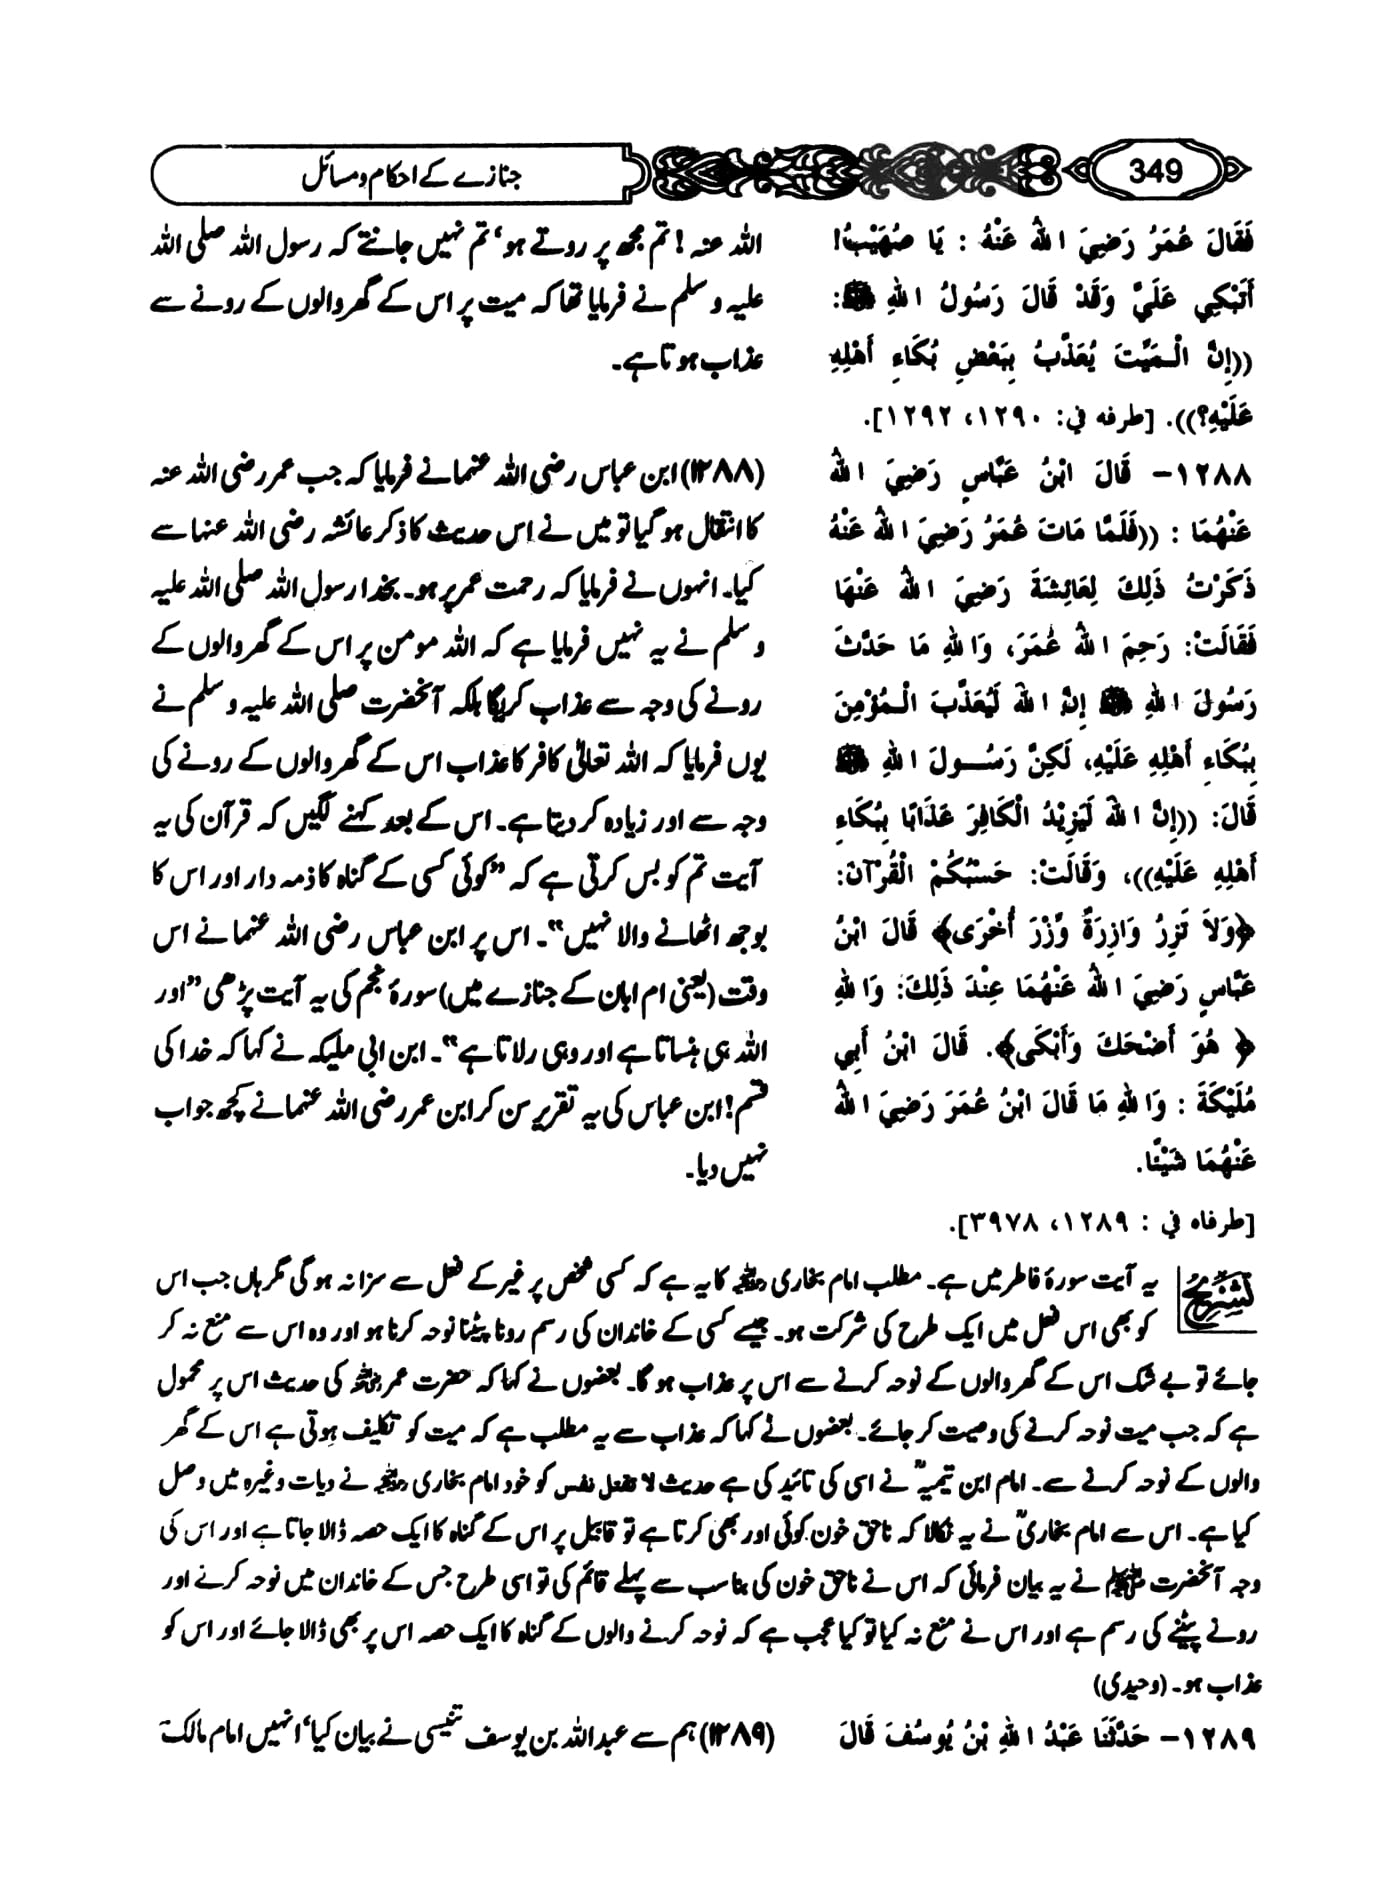 349
جنازے کے احکام و مسائل
فَقَالَ عُمَرُ رَضِيَ اللهُ عَنْهُ : يَا صُهَيْبُ!
أَتَبْكِي عَلَيَّ وَقَدْ قَالَ رَسُولُ اللهِ ﷺ:
((إِنَّ الْـمَيِّتَ يُعَذَّبُ بِبَعْضِ بُكَاءِ أَهْلِهِ
عَلَيْهِ؟)). [طرفه في: ١٢٩٠، ١٢٩٢].
١٢٨٨- قَالَ ابْنُ عَبَّاسٍ رَضِيَ اللهُ
عَنْهُمَا : ((فَلَمَّا مَاتَ عُمَرُ رَضِيَ اللهُ عَنْهُ
ذَكَرْتُ ذَلِكَ لِعَائِشَةَ رَضِيَ اللهُ عَنْهَا
فَقَالَتْ: رَحِمَ اللهُ عُمَرَ، وَاللهِ مَا حَدَّثَ
رَسُولَ اللهِ ﷺ إِنَّ اللهَ لَيُعَذِّبَ الْـمُؤْمِنَ
بِبُكَاءِ أَهْلِهِ عَلَيْهِ، لَكِنَّ رَسُــولَ اللهِ ﷺ
قَالَ: ((إِنَّ اللهَ لَيَزِيْدُ الْكَافِرَ عَذَابًا بِبُكَاءِ
أَهْلِهِ عَلَيْهِ))، وَقَالَتْ: حَسْبُكُمْ الْقُرْآنَ:
﴿وَلاَ تَزِرُ وَازِرَةٌ وِّزْرَ أُخْرَى﴾ قَالَ ابْنُ
عَبَّاسٍ رَضِيَ اللهُ عَنْهُمَا عِنْدَ ذَلِكَ: وَاللهِ
﴿ هُوَ أَضْحَكَ وَأَبْكَى﴾. قَالَ ابْنُ أَبِي
مُلَيْكَةَ : وَاللهِ مَا قَالَ ابْنُ عُمَرَ رَضِيَ اللهُ
عَنْهُمَا شَيْئًا.
[طرفاه في : ١٢٨٩، ٣٩٧٨].
اللہ عنہ! تم مجھ پر روتے ہو‘ تم نہیں جانتے کہ رسول اللہ صلی اللہ
علیہ وسلم نے فرمایا تھا کہ میت پر اس کے گھر والوں کے رونے سے
عذاب ہوتا ہے۔
(۱۲۸۸) ابن عباس رضی اللہ عنہما نے فرمایا کہ جب عمر رضی اللہ عنہ
کا انتقال ہو گیا تو میں نے اس حدیث کا ذکر عائشہ رضی اللہ عنہا سے
کیا۔ انہوں نے فرمایا کہ رحمت عمر پر ہو۔ بخدا رسول اللہ صلی اللہ علیہ
وسلم نے یہ نہیں فرمایا ہے کہ اللہ مومن پر اس کے گھر والوں کے
رونے کی وجہ سے عذاب کریگا بلکہ آنحضرت صلی اللہ علیہ وسلم نے
یوں فرمایا کہ اللہ تعالیٰ کافر کا عذاب اس کے گھر والوں کے رونے کی
وجہ سے اور زیادہ کر دیتا ہے۔ اس کے بعد کہنے لگیں کہ قرآن کی یہ
آیت تم کو بس کرتی ہے کہ ”کوئی کسی کے گناہ کا ذمہ دار اور اس کا
بوجھ اٹھانے والا نہیں“۔ اس پر ابن عباس رضی اللہ عنہما نے اس
وقت (یعنی ام ابان کے جنازے میں) سورۂ نجم کی یہ آیت پڑھی ”اور
اللہ ہی ہنساتا ہے اور وہی رلاتا ہے“۔ ابن ابی ملیکہ نے کہا کہ خدا کی
قسم! ابن عباس کی یہ تقریر سن کر ابن عمر رضی اللہ عنہما نے کچھ جواب
نہیں دیا۔
تشریح یہ آیت سورۂ فاطر میں ہے۔ مطلب امام بخاری رحمۃ اللہ علیہ کا یہ ہے کہ کسی شخص پر غیر کے فعل سے سزا نہ ہوگی مگر ہاں جب اس
کو بھی اس فعل میں ایک طرح کی شرکت ہو۔ جیسے کسی کے خاندان کی رسم رونا پیٹنا نوحہ کرنا ہو اور وہ اس سے منع نہ کر
جائے تو بے شک اس کے گھر والوں کے نوحہ کرنے سے اس پر عذاب ہو گا۔ بعضوں نے کہا کہ حضرت عمر رضی اللہ عنہ کی حدیث اس پر محمول
ہے کہ جب میت نوحہ کرنے کی وصیت کر جائے۔ بعضوں نے کہا کہ عذاب سے یہ مطلب ہے کہ میت کو تکلیف ہوتی ہے اس کے گھر
والوں کے نوحہ کرنے سے۔ امام ابن تیمیہؒ نے اسی کی تائید کی ہے حدیث لا تقتل نفس کو خود امام بخاری رحمۃ اللہ علیہ نے دیات وغیرہ میں وصل
کیا ہے۔ اس سے امام بخاریؒ نے یہ نکالا کہ ناحق خون کوئی اور بھی کرتا ہے تو قابیل پر اس کے گناہ کا ایک حصہ ڈالا جاتا ہے اور اس کی
وجہ آنحضرت ﷺ نے یہ بیان فرمائی کہ اس نے ناحق خون کی بنا سب سے پہلے قائم کی تو اسی طرح جس کے خاندان میں نوحہ کرنے اور
رونے پیٹنے کی رسم ہے اور اس نے منع نہ کیا تو کیا عجب ہے کہ نوحہ کرنے والوں کے گناہ کا ایک حصہ اس پر بھی ڈالا جائے اور اس کو
عذاب ہو۔ (وحیدی)
١٢٨٩- حَدَّثَنَا عَبْدُ اللهِ بْنُ يُوسُفَ قَالَ
(۱۲۸۹) ہم سے عبداللہ بن یوسف تنیسی نے بیان کیا‘ انہیں امام مالک